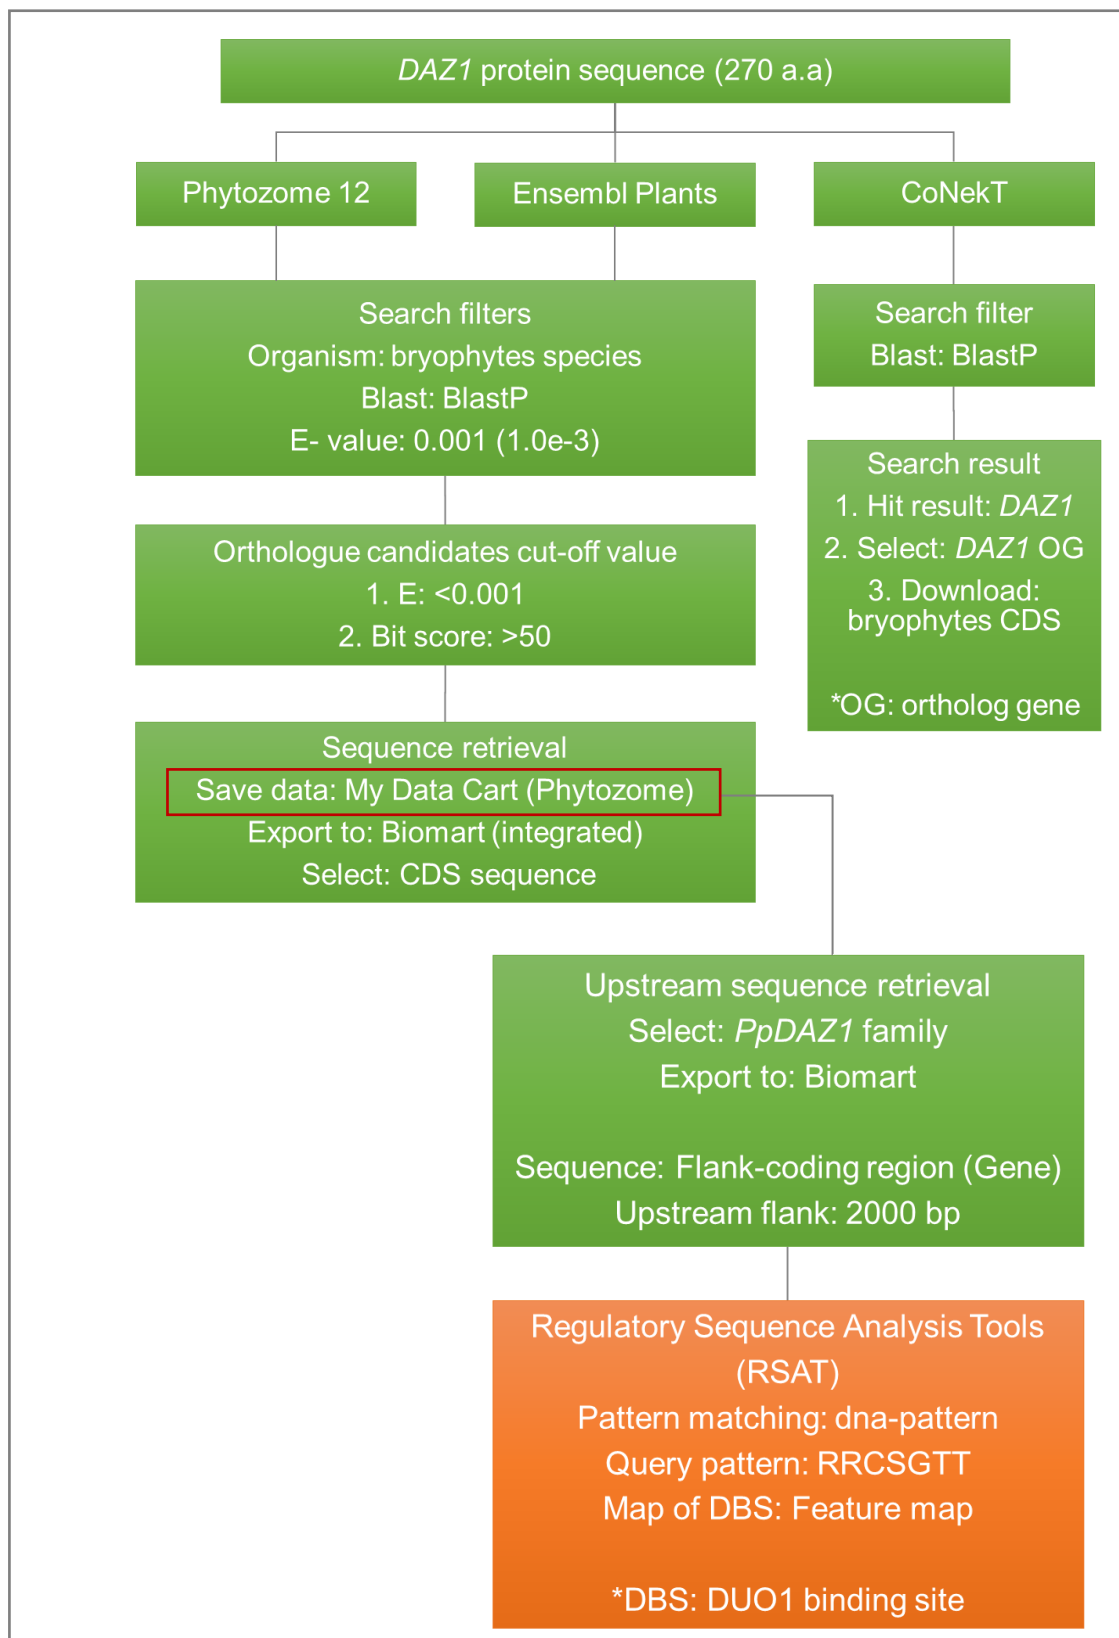 DAZ1 protein sequence (270 a.a)
Phytozome 12
Ensembl Plants
CoNekT
Search filters
Organism: bryophytes species
Blast: BlastP
E- value: 0.001 (1.0e-3)
Search filter
Blast: BlastP
Orthologue candidates cut-off value
1. E: <0.001
2. Bit score: >50
Search result
1. Hit result: DAZ1
2. Select: DAZ1 OG
3. Download:
bryophytes CDS
*OG: ortholog gene
Sequence retrieval
Save data: My Data Cart (Phytozome)
Export to: Biomart (integrated)
Select: CDS sequence
Upstream sequence retrieval
Select: PpDAZ1 family
Export to: Biomart
Sequence: Flank-coding region (Gene)
Upstream flank: 2000 bp
Regulatory Sequence Analysis Tools
(RSAT)
Pattern matching: dna-pattern
Query pattern: RRCSGTT
Map of DBS: Feature map
*DBS: DUO1 binding site